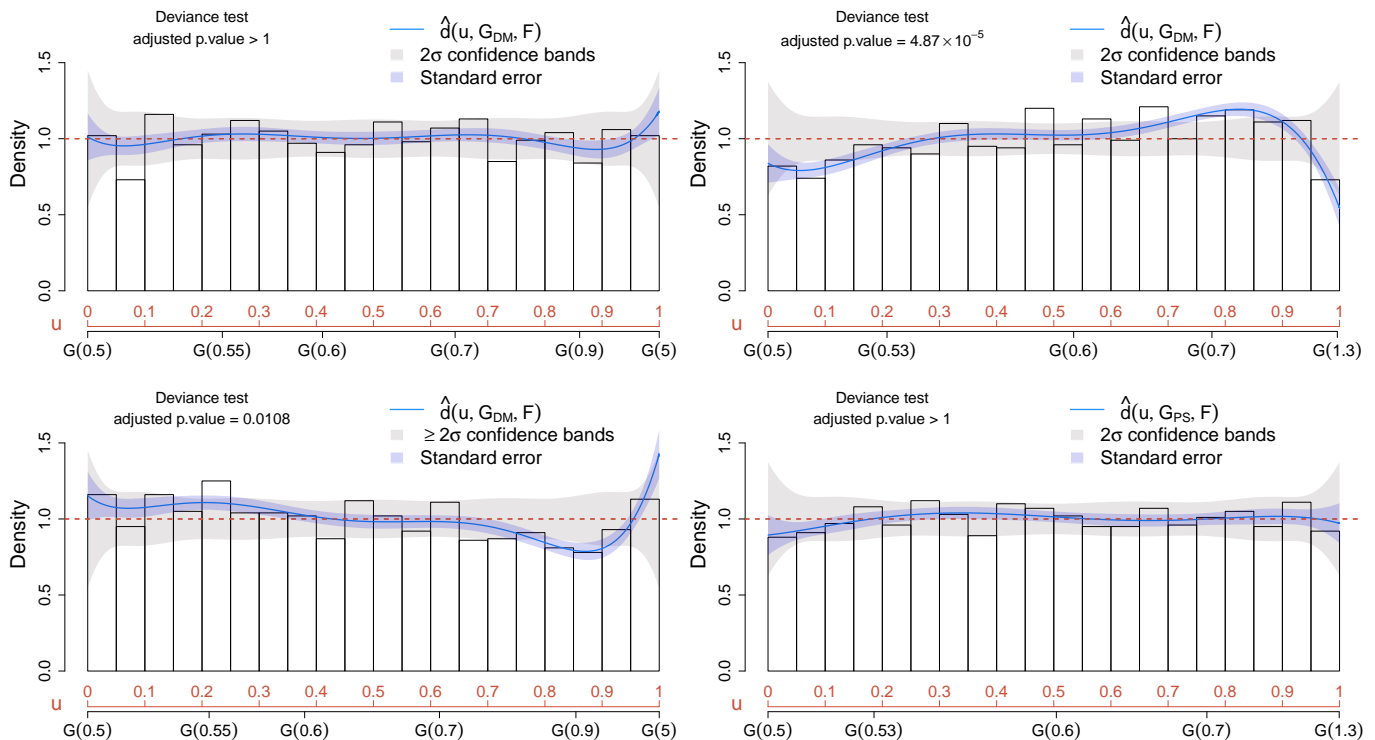 Deviance test
adjusted p.value > 1
d̂(u, G_DM, F)
2σ confidence bands
Standard error
Density
0.0 0.5 1.0 1.5
u 0 0.1 0.2 0.3 0.4 0.5 0.6 0.7 0.8 0.9 1
G(0.5) G(0.55) G(0.6) G(0.7) G(0.9) G(5)
Deviance test
adjusted p.value = 4.87 × 10⁻⁵
d̂(u, G_DM, F)
2σ confidence bands
Standard error
Density
0.0 0.5 1.0 1.5
u 0 0.1 0.2 0.3 0.4 0.5 0.6 0.7 0.8 0.9 1
G(0.5) G(0.53) G(0.6) G(0.7) G(1.3)
Deviance test
adjusted p.value = 0.0108
d̂(u, G_DM, F)
≥ 2σ confidence bands
Standard error
Density
0.0 0.5 1.0 1.5
u 0 0.1 0.2 0.3 0.4 0.5 0.6 0.7 0.8 0.9 1
G(0.5) G(0.55) G(0.6) G(0.7) G(0.9) G(5)
Deviance test
adjusted p.value > 1
d̂(u, G_PS, F)
2σ confidence bands
Standard error
Density
0.0 0.5 1.0 1.5
u 0 0.1 0.2 0.3 0.4 0.5 0.6 0.7 0.8 0.9 1
G(0.5) G(0.53) G(0.6) G(0.7) G(1.3)